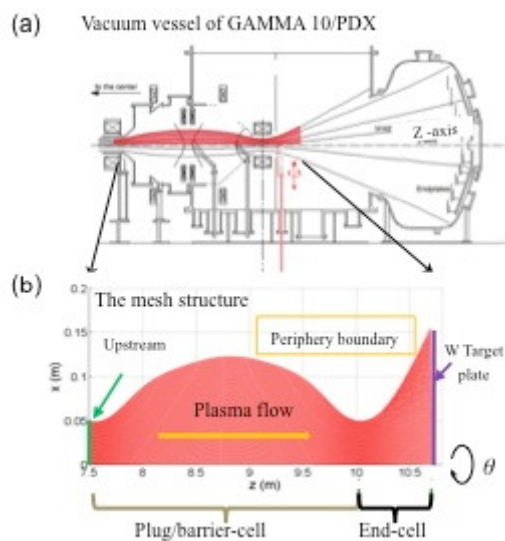 (a)
Vacuum vessel of GAMMA 10/PDX
to the center
Z -axis
Endplates
(b)
The mesh structure
Periphery boundary
Upstream
W Target
plate
Plasma flow
x (m)
0.2
0.15
0.1
0.05
0
7.5
8
8.5
9
9.5
10
10.5
z (m)
θ
Plug/barrier-cell
End-cell